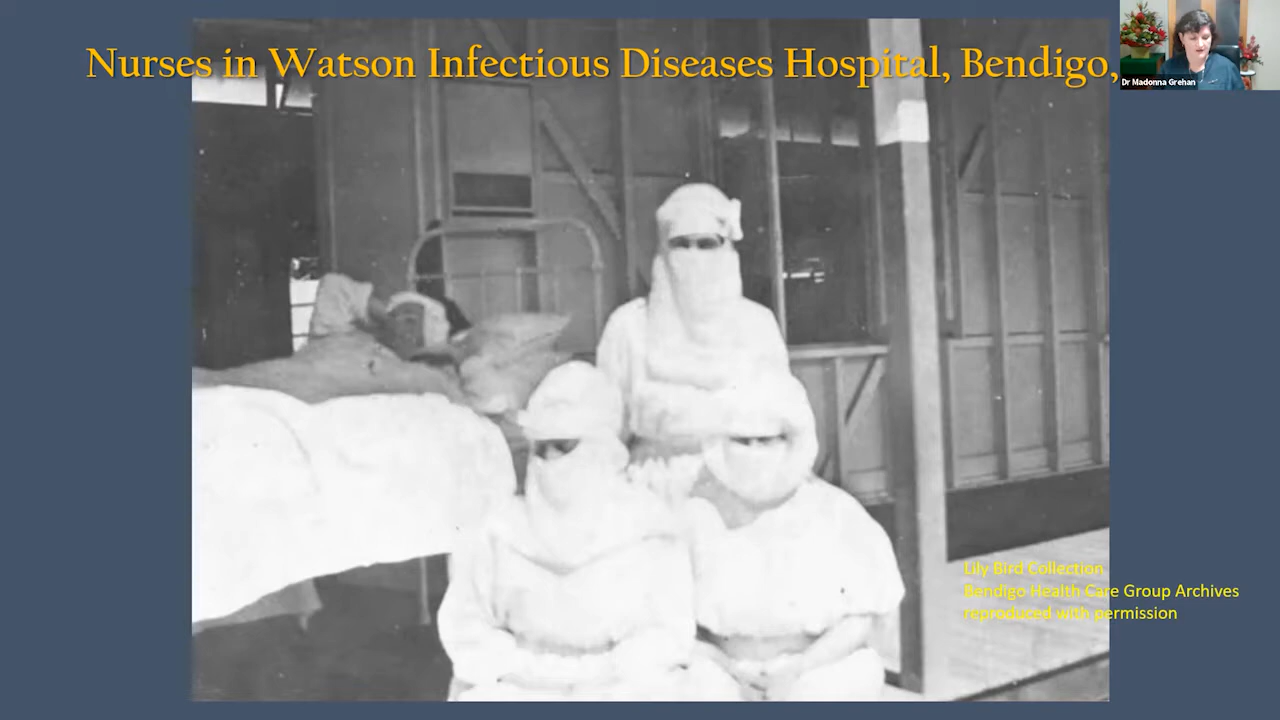 Nurses in Watson Infectious Diseases Hospital, Bendigo,
Dr Madonna Grehan
Lily Bird Collection
Bendigo Health Care Group Archives
reproduced with permission